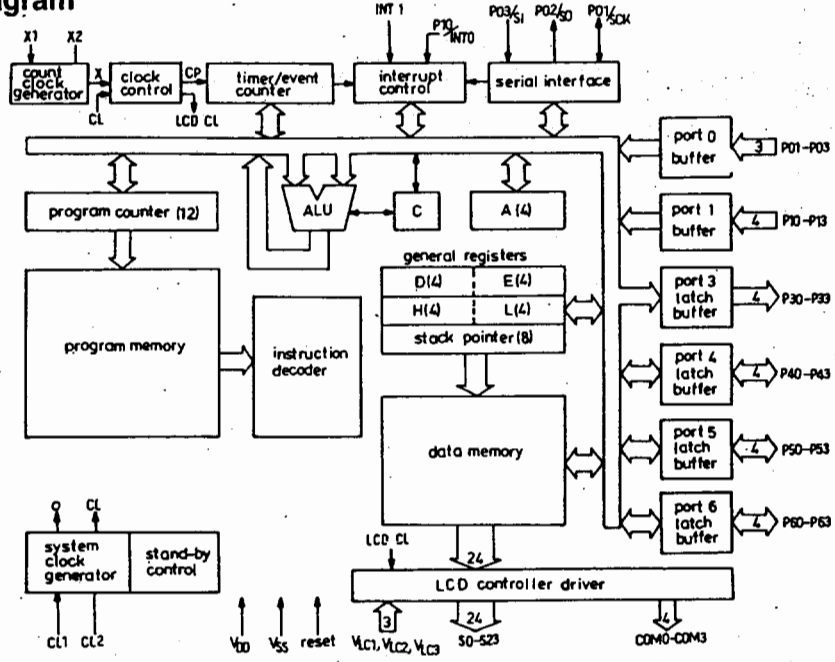 agram
X1 X2
INT 1
P10/INT0
P03/SI P02/SO P01/SCK
count clock generator
X
CL
clock control
CP
LCD CL
timer/event counter
interrupt control
serial interface
port 0 buffer
3
P01-P03
program counter (12)
ALU
C
A (4)
port 1 buffer
4
P10-P13
general registers
D(4) E(4)
H(4) L(4)
stack pointer (8)
port 3 latch buffer
4
P30-P33
program memory
instruction decoder
port 4 latch buffer
4
P40-P43
data memory
port 5 latch buffer
4
P50-P53
port 6 latch buffer
4
P60-P63
CL
system clock generator
stand-by control
CL1 CL2
LCD CL
24
LCD controller driver
VDD VSS reset
3
VLC1, VLC2, VLC3
24
S0-S23
4
COM0-COM3